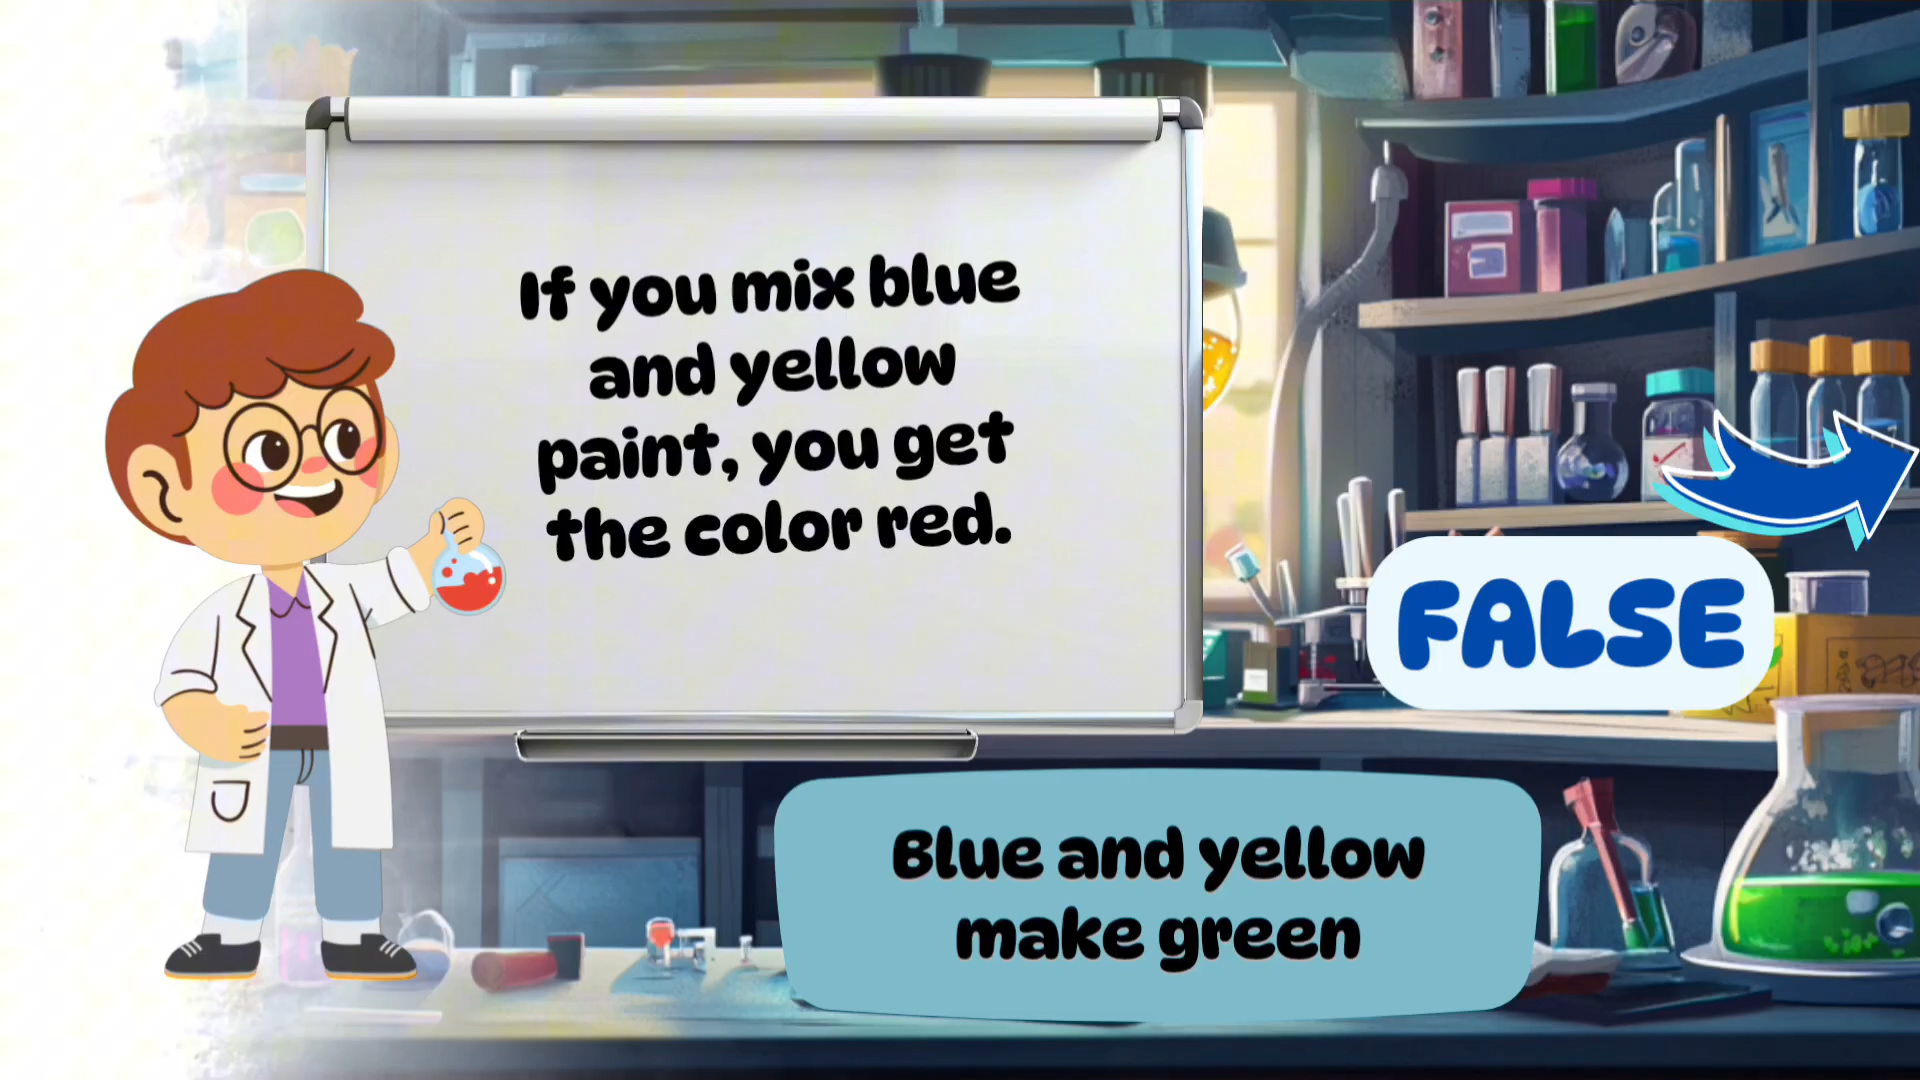 If you mix blue
and yellow
paint, you get
the color red.
FALSE
Blue and yellow
make green